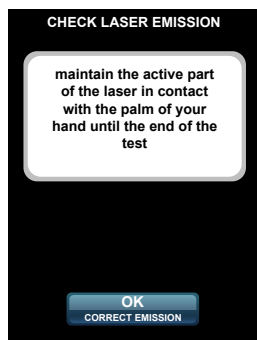 CHECK LASER EMISSION
maintain the active part
of the laser in contact
with the palm of your
hand until the end of the
test
OK
CORRECT EMISSION